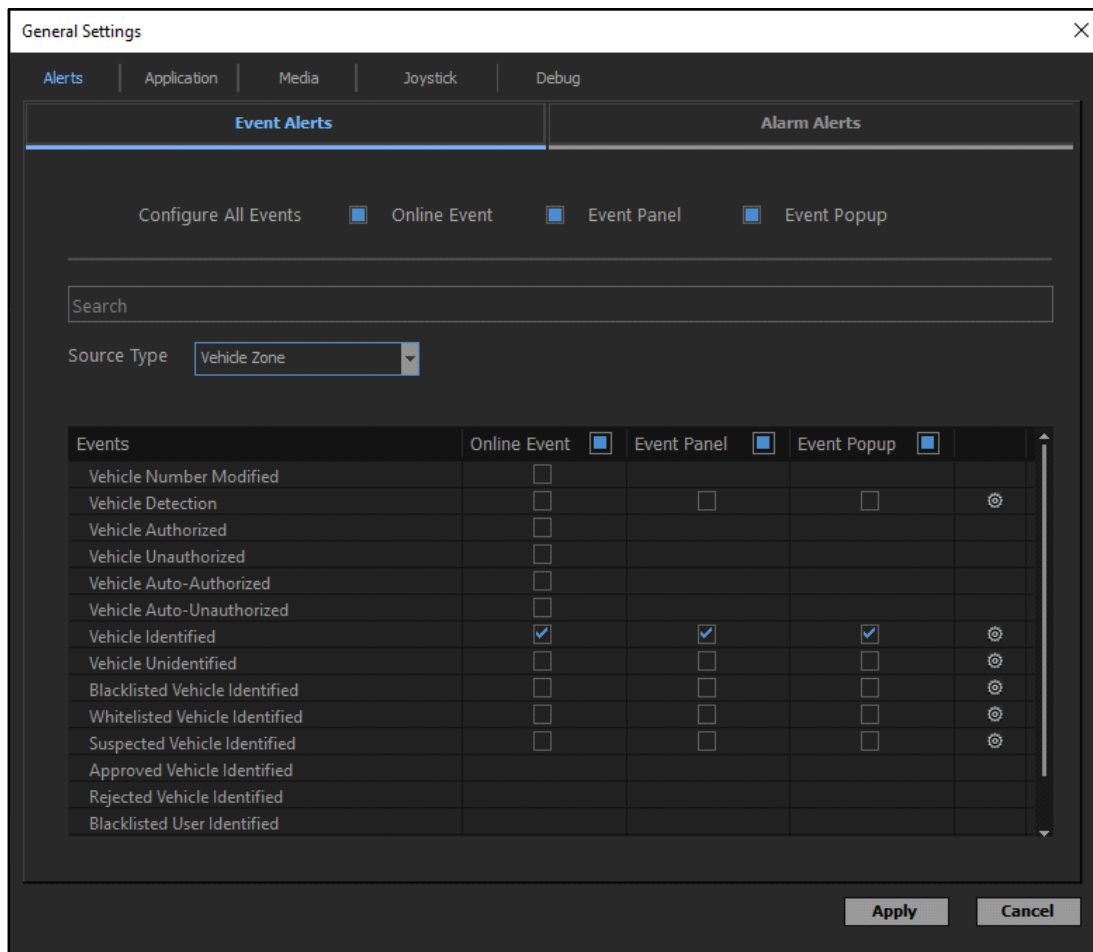 General Settings
Alerts Application Media Joystick Debug
Event Alerts Alarm Alerts
Configure All Events Online Event Event Panel Event Popup
Search
Source Type Vehicle Zone
Events Online Event Event Panel Event Popup
Vehicle Number Modified
Vehicle Detection
Vehicle Authorized
Vehicle Unauthorized
Vehicle Auto-Authorized
Vehicle Auto-Unauthorized
Vehicle Identified
Vehicle Unidentified
Blacklisted Vehicle Identified
Whitelisted Vehicle Identified
Suspected Vehicle Identified
Approved Vehicle Identified
Rejected Vehicle Identified
Blacklisted User Identified
Apply Cancel